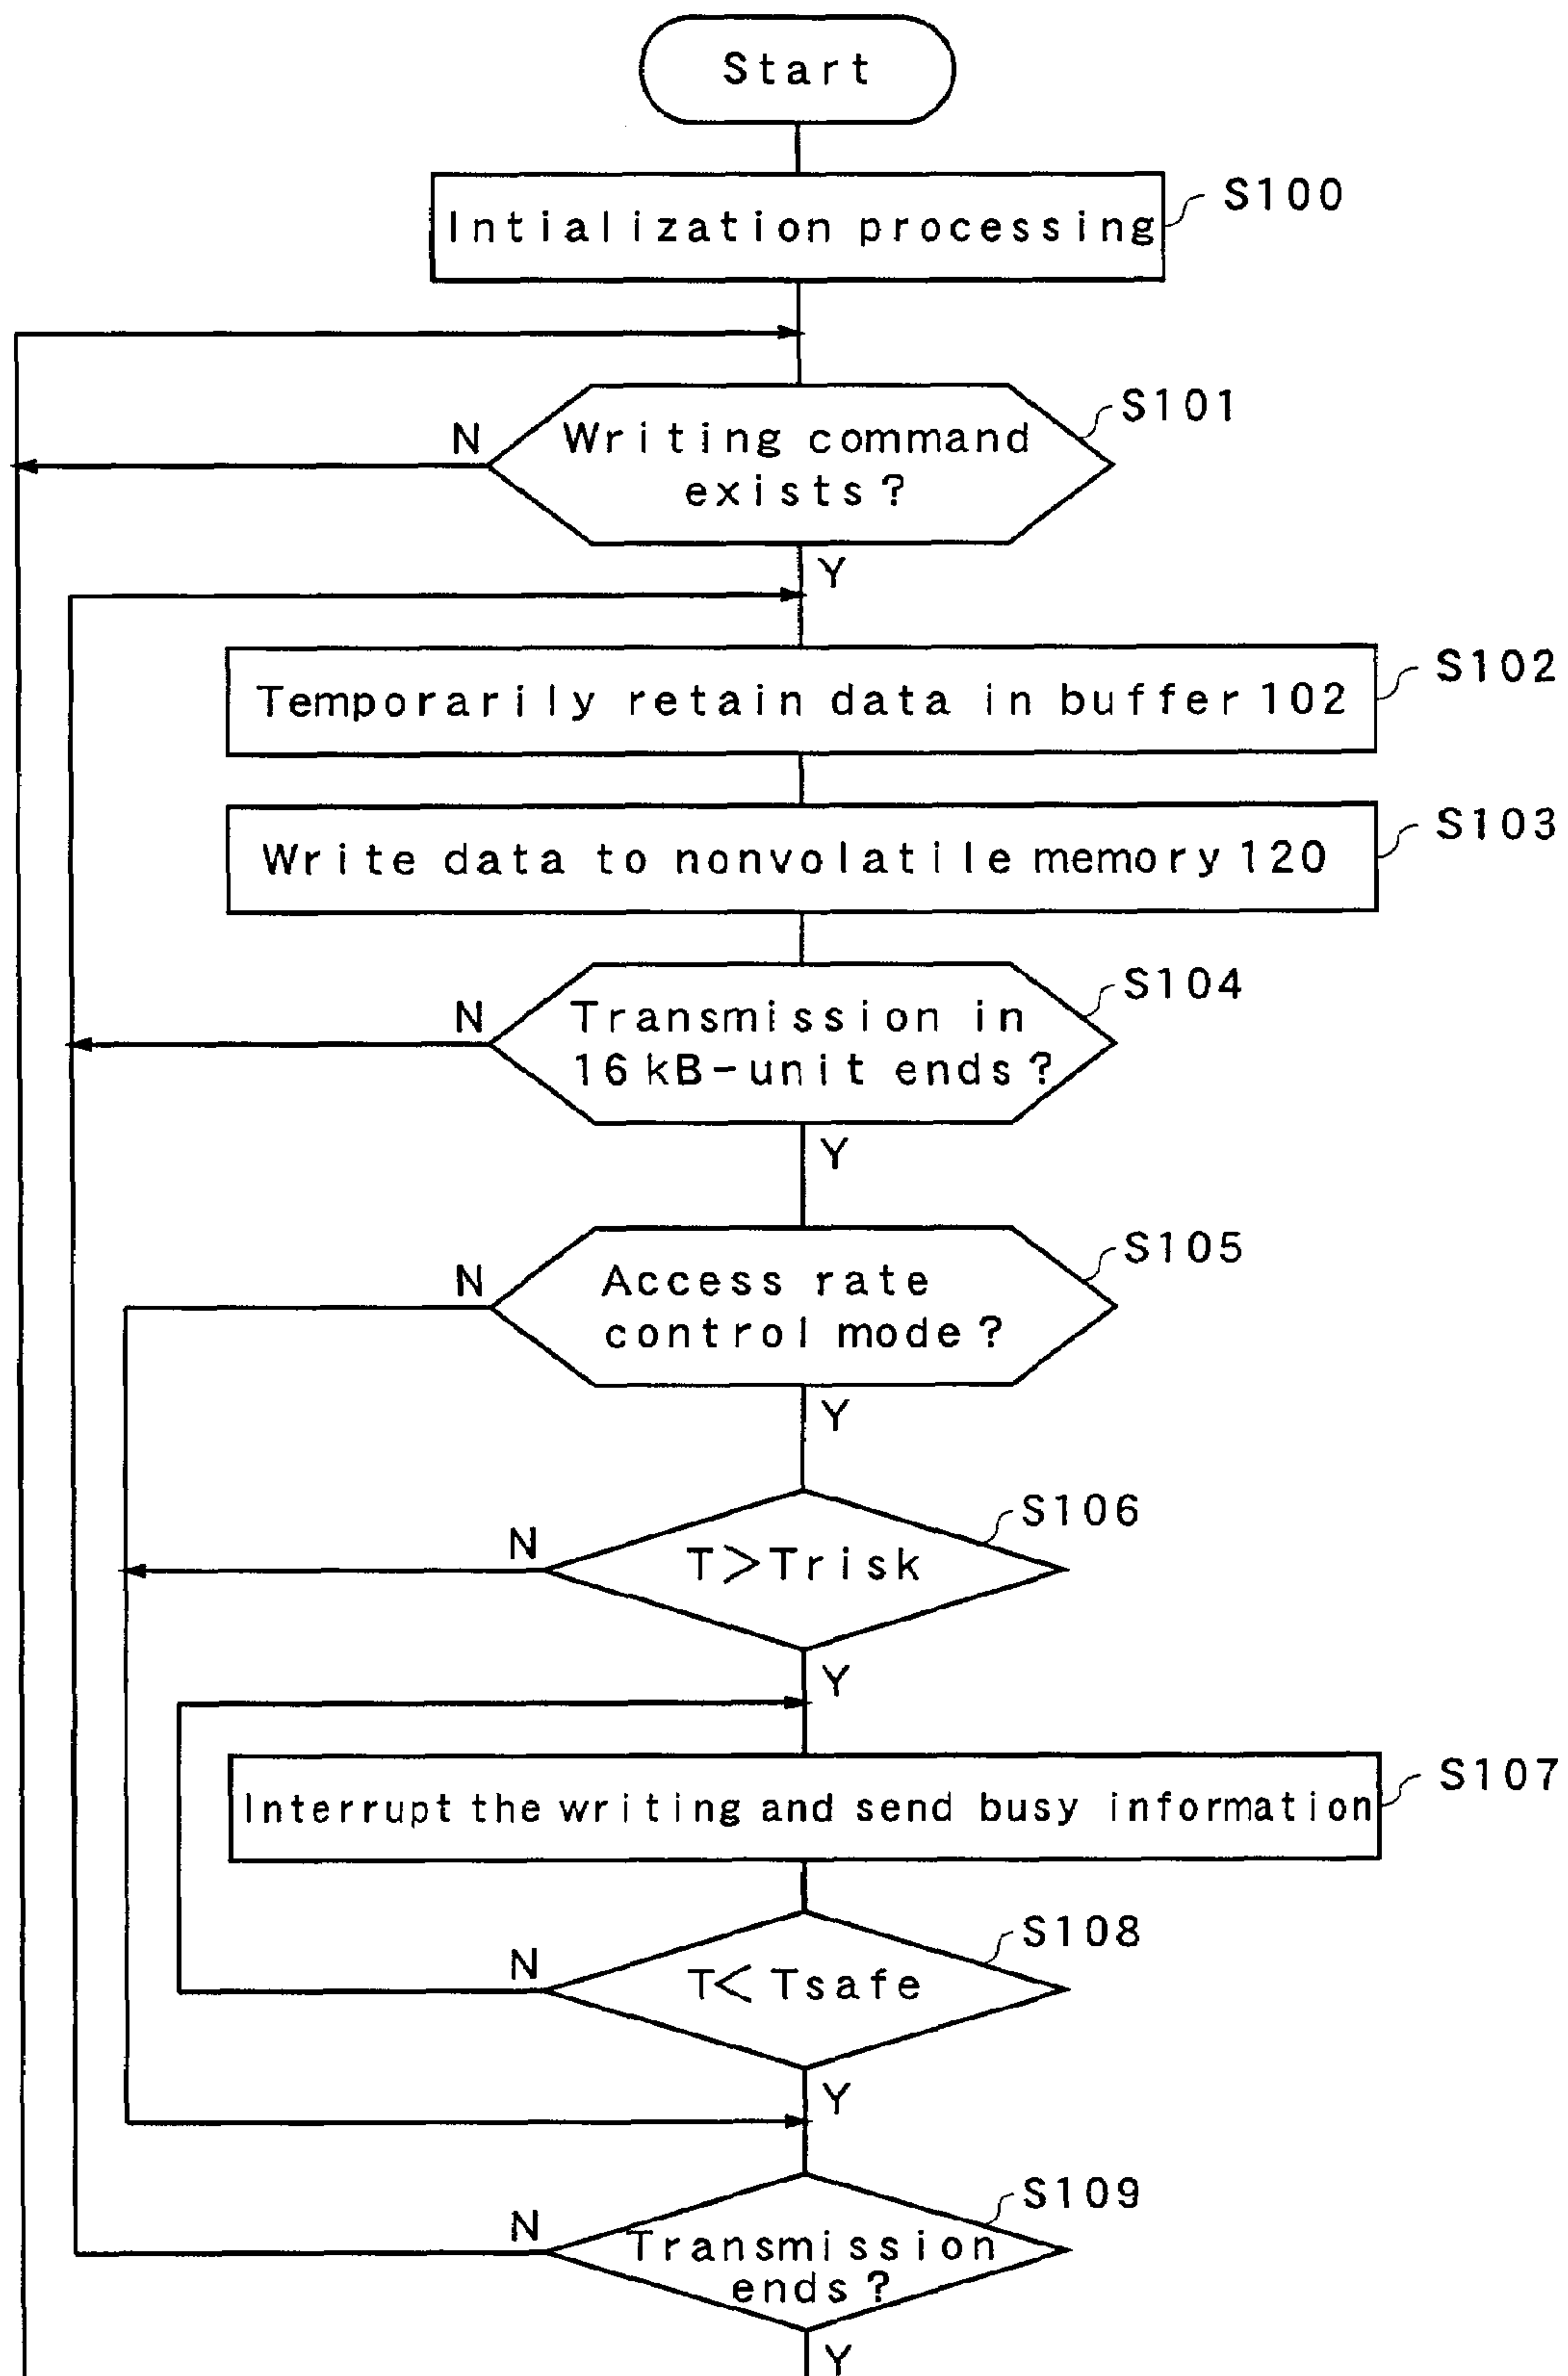 Start
Intialization processing
S100
S101
N
Writing command
exists?
Y
S102
Temporarily retain data in buffer 102
S103
Write data to nonvolatile memory 120
S104
N
Transmission in
16 kB-unit ends?
Y
S105
N
Access rate
control mode?
Y
S106
N
T>Trisk
Y
S107
Interrupt the writing and send busy information
S108
N
T< Tsafe
Y
S109
N
Transmission
ends?
Y